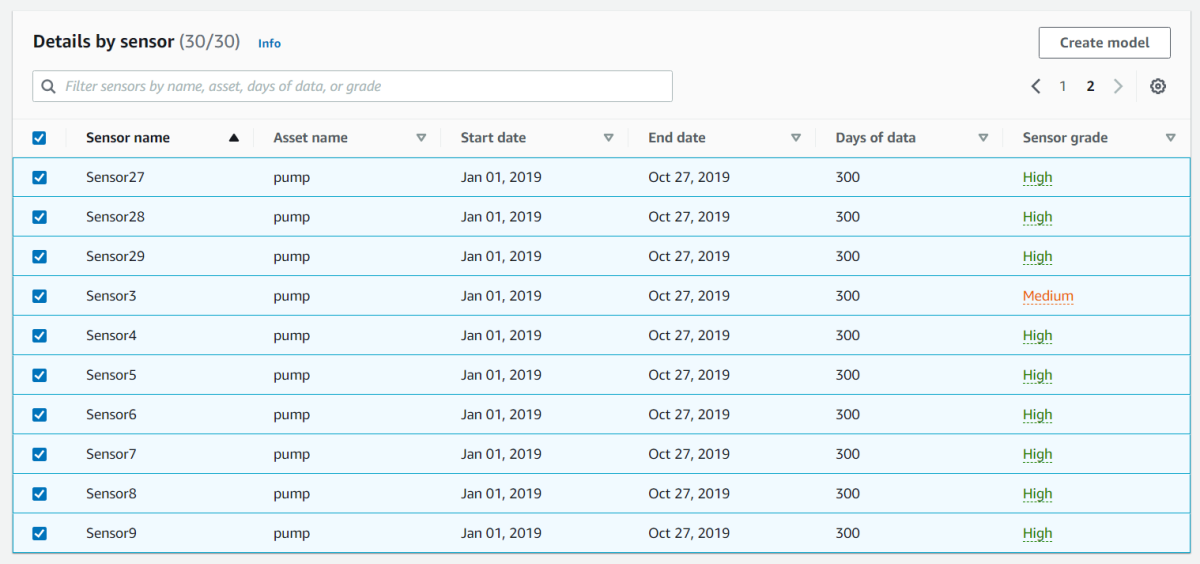 Details by sensor (30/30) Info Create model
Filter sensors by name, asset, days of data, or grade 1 2
Sensor name Asset name Start date End date Days of data Sensor grade
Sensor27 pump Jan 01, 2019 Oct 27, 2019 300 High
Sensor28 pump Jan 01, 2019 Oct 27, 2019 300 High
Sensor29 pump Jan 01, 2019 Oct 27, 2019 300 High
Sensor3 pump Jan 01, 2019 Oct 27, 2019 300 Medium
Sensor4 pump Jan 01, 2019 Oct 27, 2019 300 High
Sensor5 pump Jan 01, 2019 Oct 27, 2019 300 High
Sensor6 pump Jan 01, 2019 Oct 27, 2019 300 High
Sensor7 pump Jan 01, 2019 Oct 27, 2019 300 High
Sensor8 pump Jan 01, 2019 Oct 27, 2019 300 High
Sensor9 pump Jan 01, 2019 Oct 27, 2019 300 High